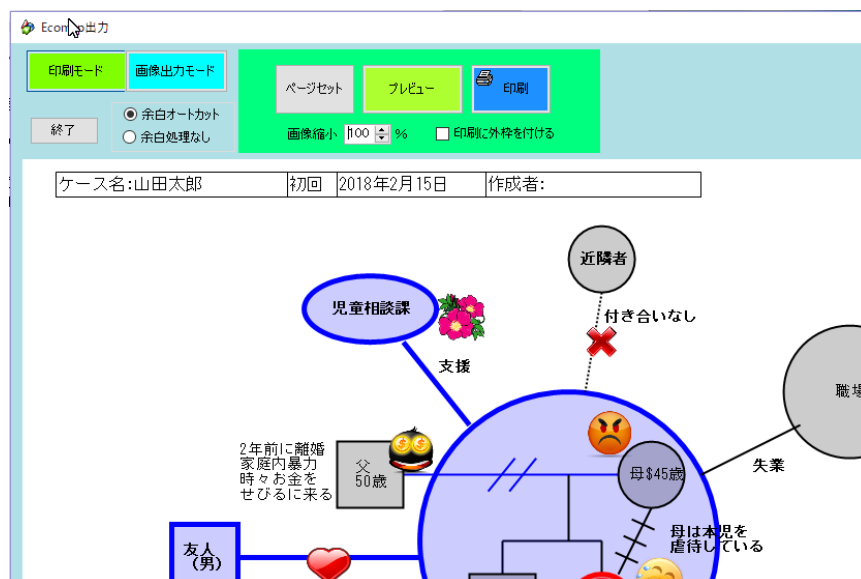 Ecomap出力
印刷モード
画像出力モード
ページセット
プレビュー
印刷
終了
余白オートカット
余白処理なし
画像縮小 100 %
印刷に外枠を付ける
ケース名:山田太郎 初回 2018年2月15日 作成者:
近隣者
児童相談課
付き合いなし
支援
職場
2年前に離婚
家庭内暴力
時々お金を
せびるに来る
父
50歳
母$45歳
失業
母は本児を
虐待している
友人
(男)